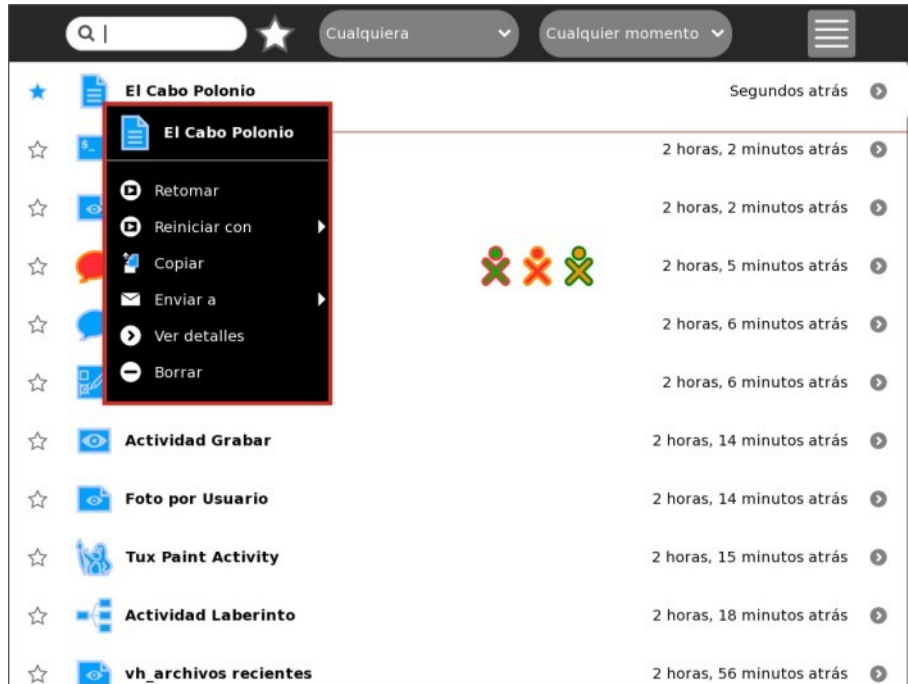 Cualquiera
Cualquier momento
El Cabo Polonio
Segundos atrás
El Cabo Polonio
2 horas, 2 minutos atrás
Retomar
2 horas, 2 minutos atrás
Reiniciar con
Copiar
2 horas, 5 minutos atrás
Enviar a
2 horas, 6 minutos atrás
Ver detalles
Borrar
2 horas, 6 minutos atrás
Actividad Grabar
2 horas, 14 minutos atrás
Foto por Usuario
2 horas, 14 minutos atrás
Tux Paint Activity
2 horas, 15 minutos atrás
Actividad Laberinto
2 horas, 18 minutos atrás
vh_archivos recientes
2 horas, 56 minutos atrás